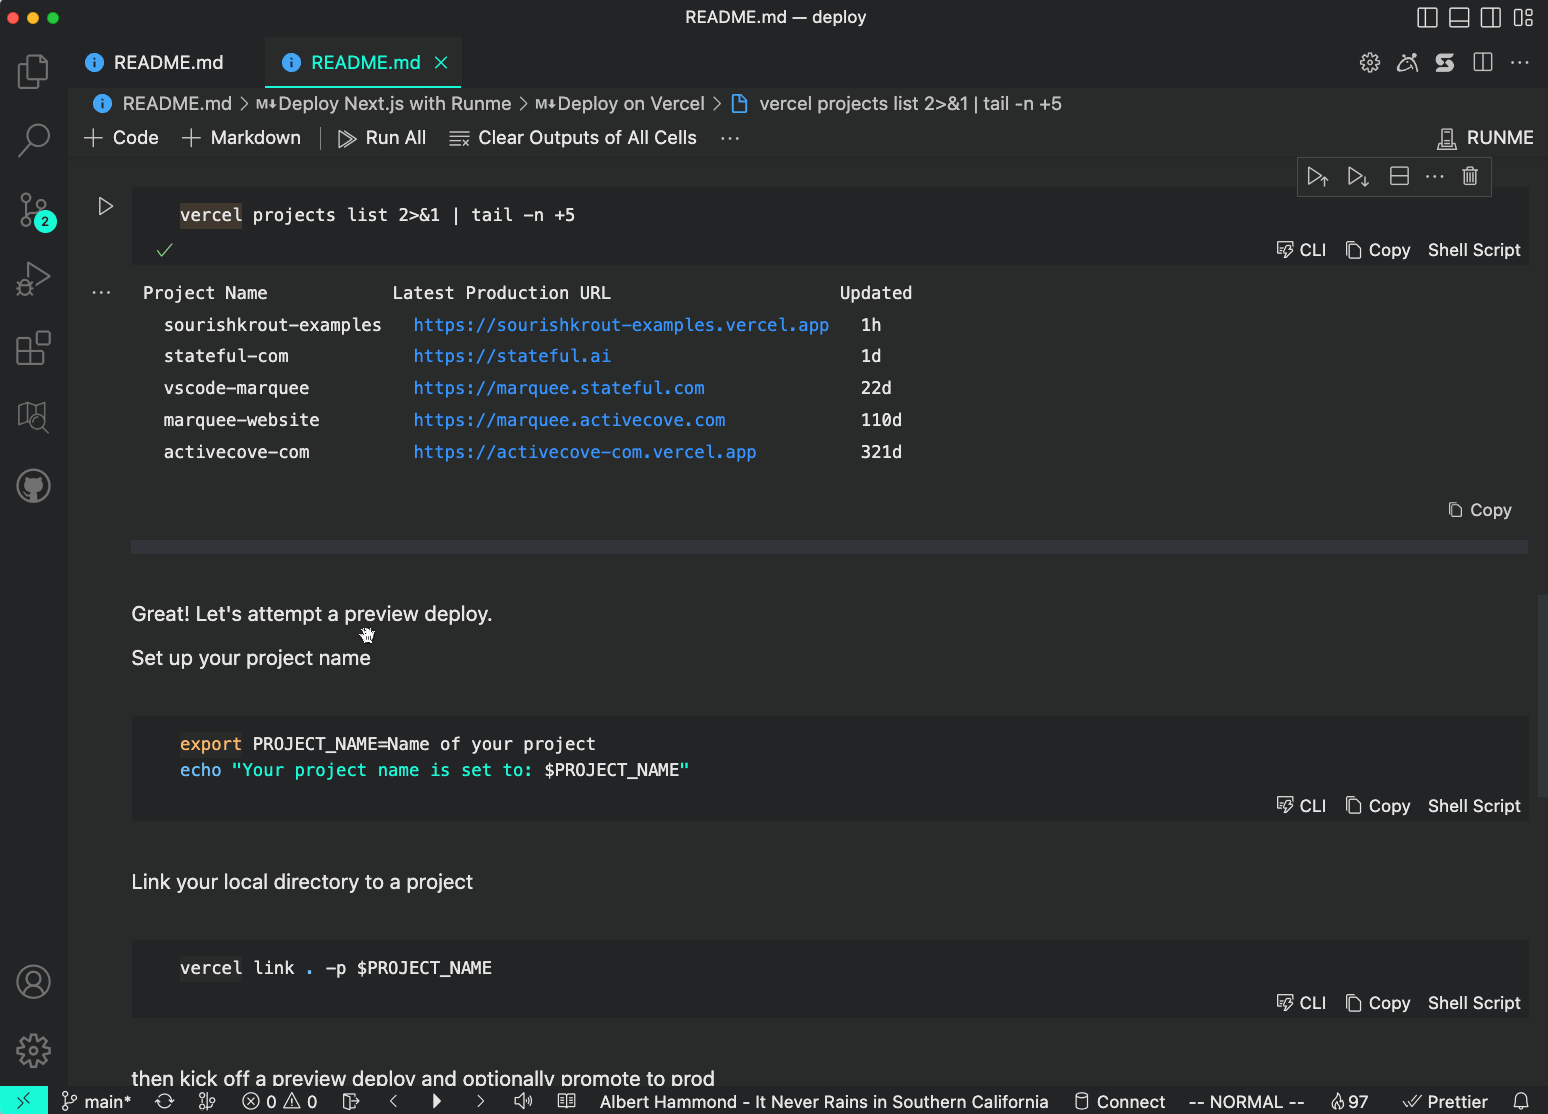 README.md — deploy
README.md
README.md
README.md > M↓Deploy Next.js with Runme > M↓Deploy on Vercel > vercel projects list 2>&1 | tail -n +5
+ Code + Markdown Run All Clear Outputs of All Cells ...
RUNME
vercel projects list 2>&1 | tail -n +5
CLI Copy Shell Script
Project Name Latest Production URL Updated
sourishkrout-examples https://sourishkrout-examples.vercel.app 1h
stateful-com https://stateful.ai 1d
vscode-marquee https://marquee.stateful.com 22d
marquee-website https://marquee.activecove.com 110d
activecove-com https://activecove-com.vercel.app 321d
Copy
Great! Let's attempt a preview deploy.
Set up your project name
export PROJECT_NAME=Name of your project
echo "Your project name is set to: $PROJECT_NAME"
CLI Copy Shell Script
Link your local directory to a project
vercel link . -p $PROJECT_NAME
CLI Copy Shell Script
then kick off a preview deploy and optionally promote to prod
2
main* 0 0 Albert Hammond - It Never Rains in Southern California Connect -- NORMAL -- 97 Prettier